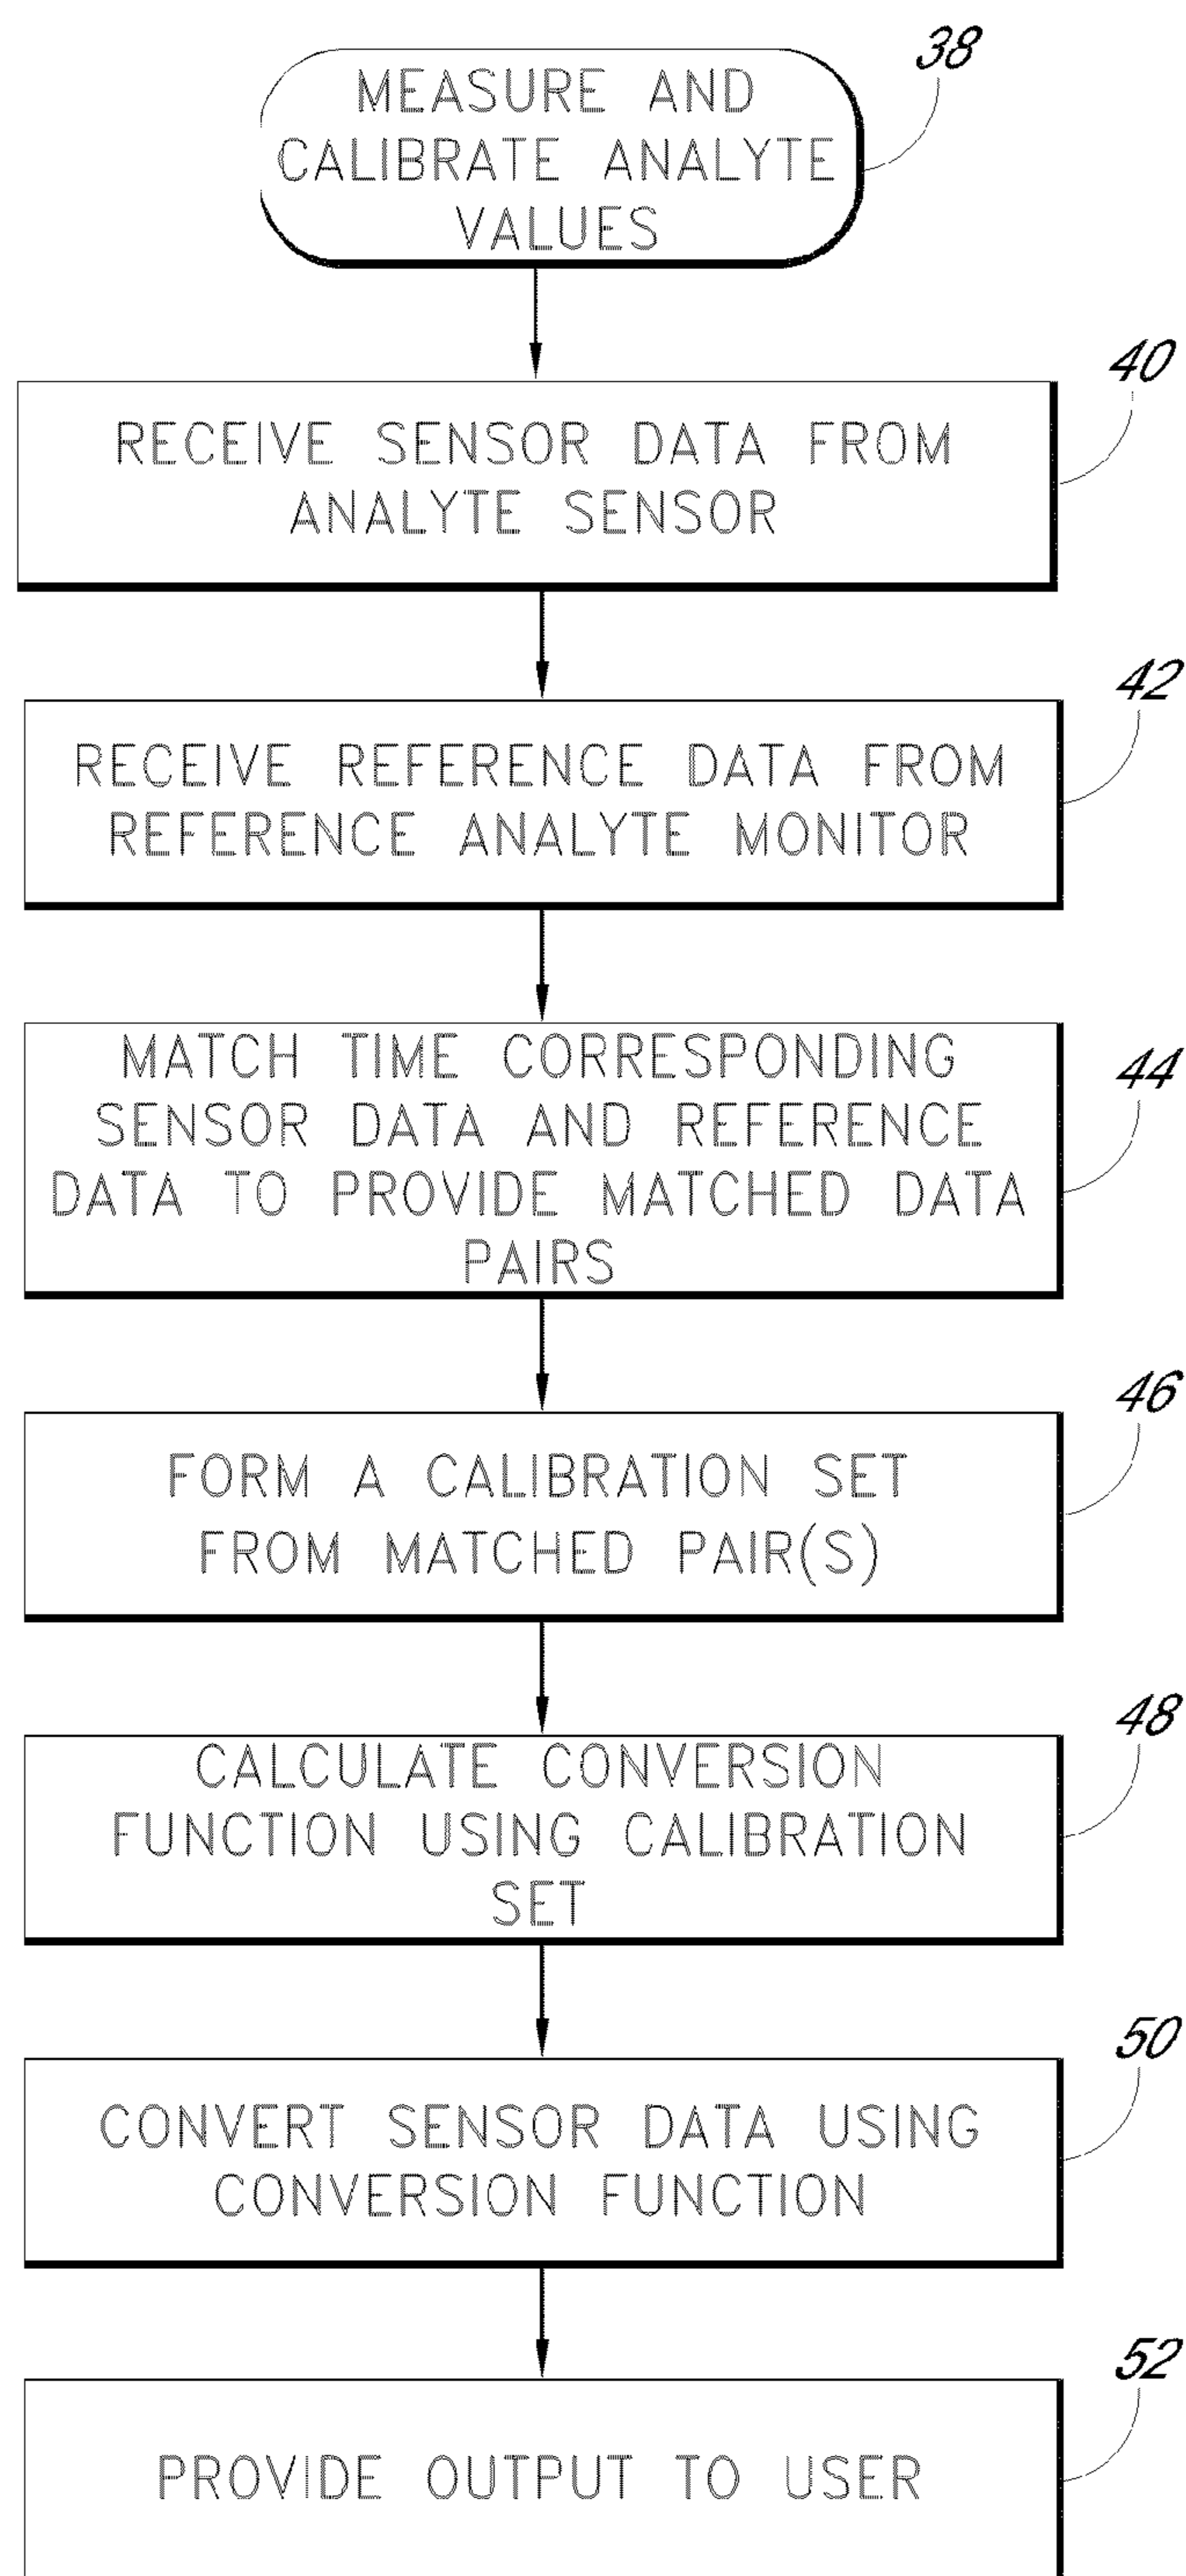 38
MEASURE AND
CALIBRATE ANALYTE
VALUES
40
RECEIVE SENSOR DATA FROM
ANALYTE SENSOR
42
RECEIVE REFERENCE DATA FROM
REFERENCE ANALYTE MONITOR
44
MATCH TIME CORRESPONDING
SENSOR DATA AND REFERENCE
DATA TO PROVIDE MATCHED DATA
PAIRS
46
FORM A CALIBRATION SET
FROM MATCHED PAIR(S)
48
CALCULATE CONVERSION
FUNCTION USING CALIBRATION
SET
50
CONVERT SENSOR DATA USING
CONVERSION FUNCTION
52
PROVIDE OUTPUT TO USER